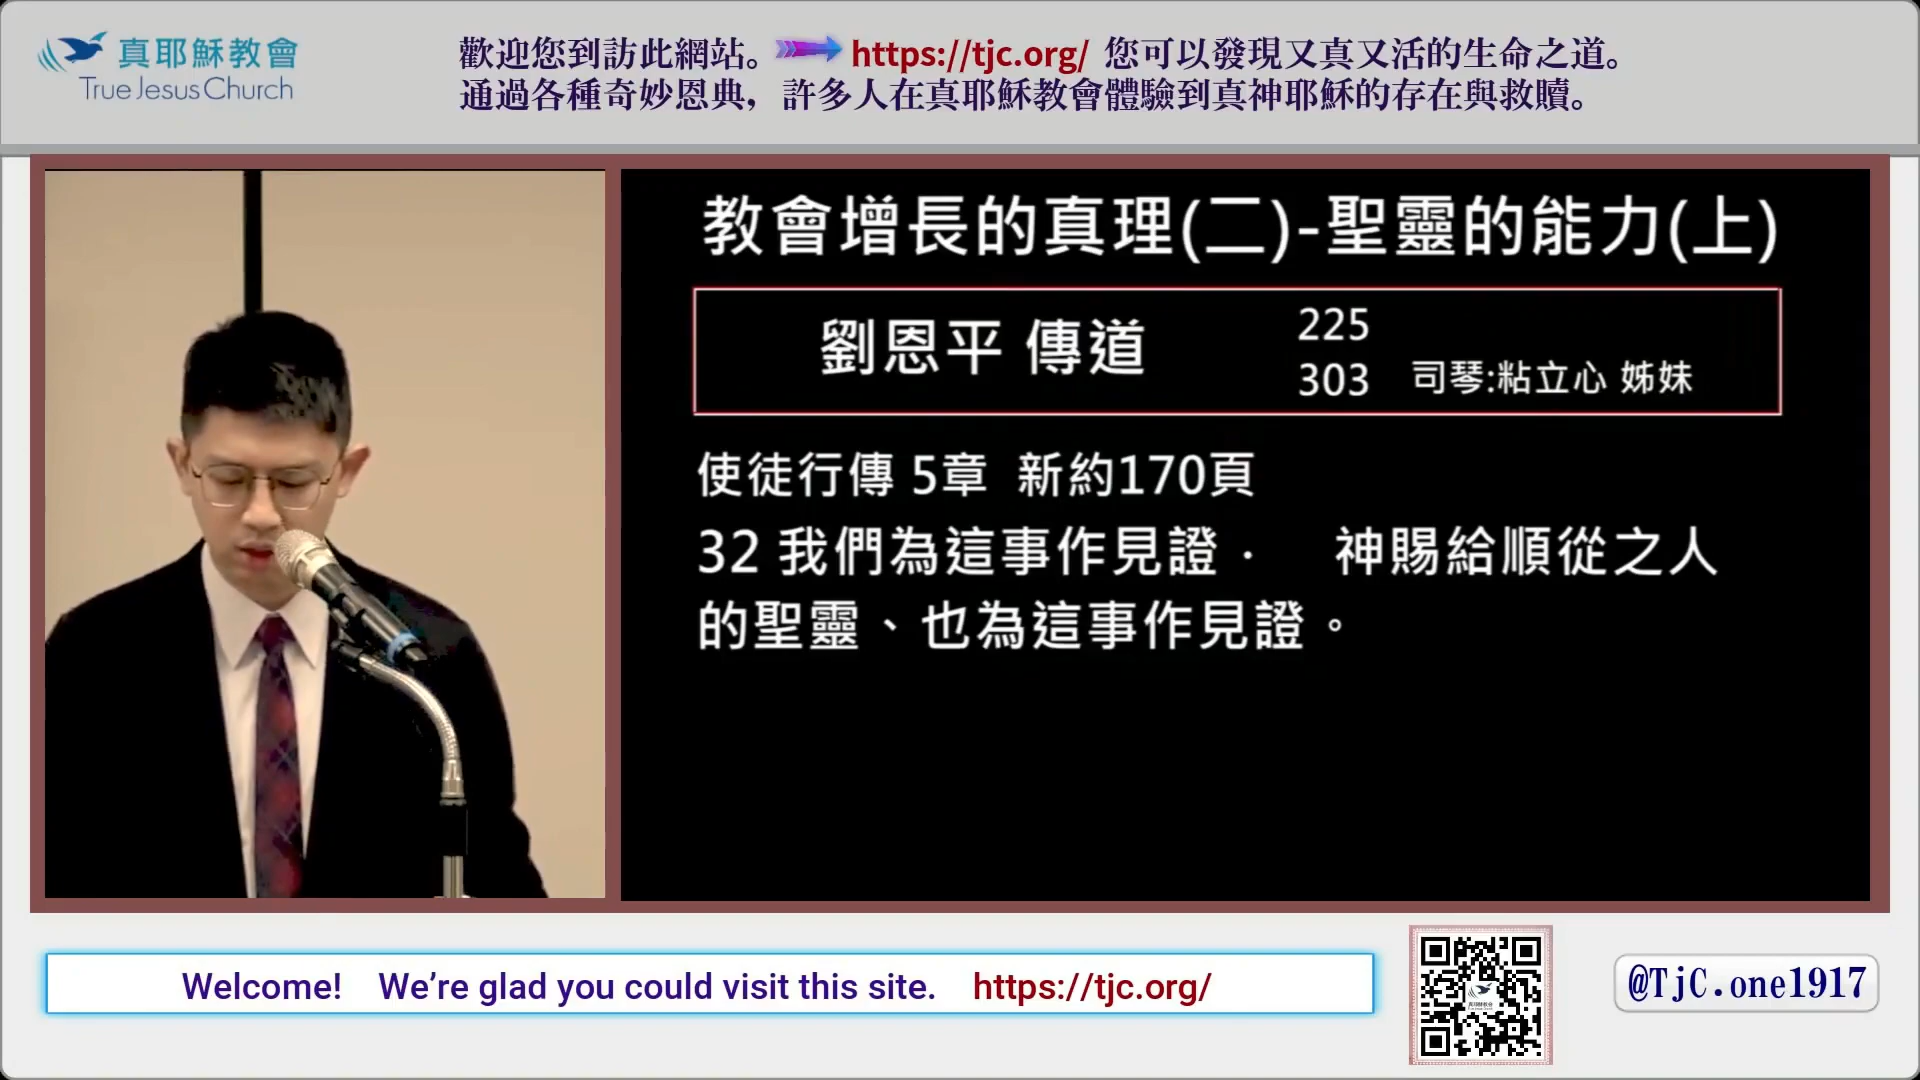 真耶穌教會
True Jesus Church
歡迎您到訪此網站。 https://tjc.org/ 您可以發現又真又活的生命之道。
通過各種奇妙恩典，許多人在真耶穌教會體驗到真神耶穌的存在與救贖。
教會增長的真理(二)-聖靈的能力(上)
劉恩平 傳道
225
303 司琴:粘立心 姊妹
使徒行傳 5章 新約170頁
32 我們為這事作見證． 神賜給順從之人
的聖靈、也為這事作見證。
Welcome! We’re glad you could visit this site. https://tjc.org/
@TjC.one1917